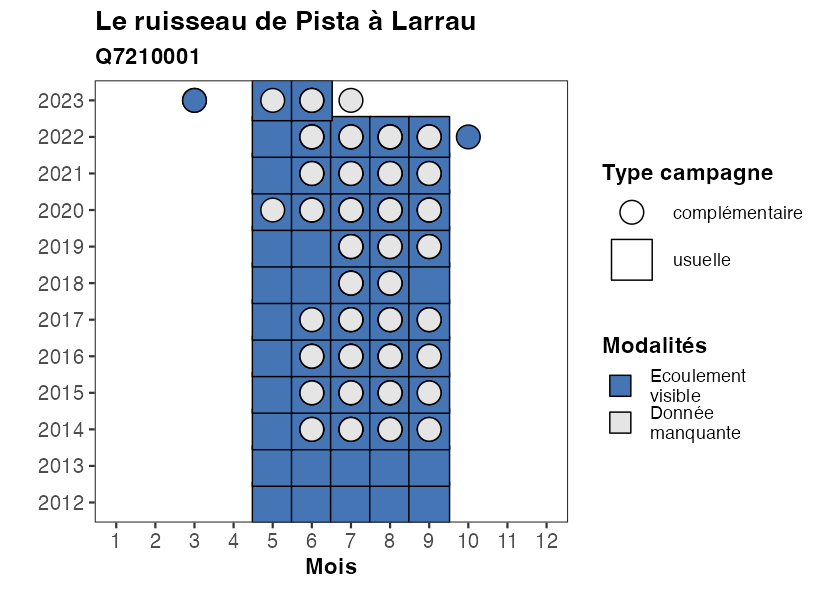 Le ruisseau de Pista à Larrau
Q7210001
2023
2022
2021
2020
2019
2018
2017
2016
2015
2014
2013
2012
1 2 3 4 5 6 7 8 9 10 11 12
Mois
Type campagne
complémentaire
usuelle
Modalités
Ecoulement
visible
Donnée
manquante